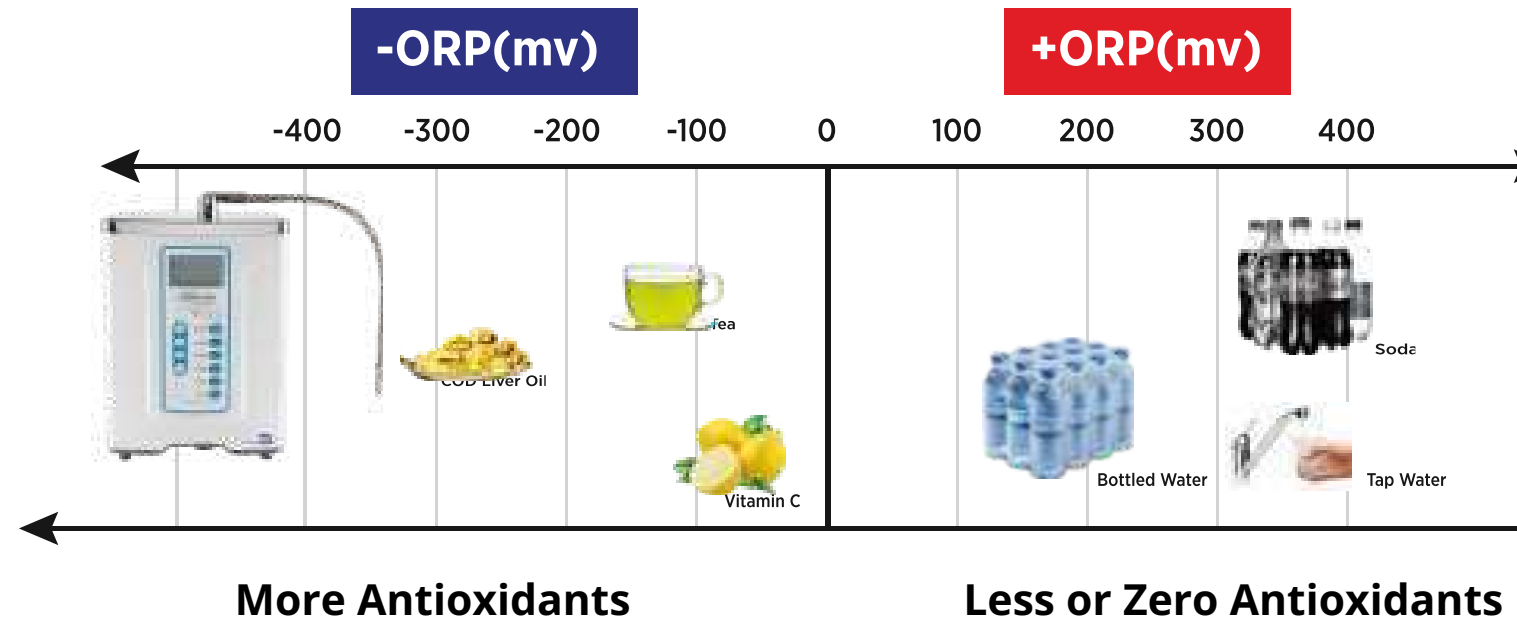 -ORP(mv)
+ORP(mv)
-400 -300 -200 -100 0 100 200 300 400
Tea
COD Liver Oil
Soda
Bottled Water
Tap Water
Vitamin C
More Antioxidants
Less or Zero Antioxidants